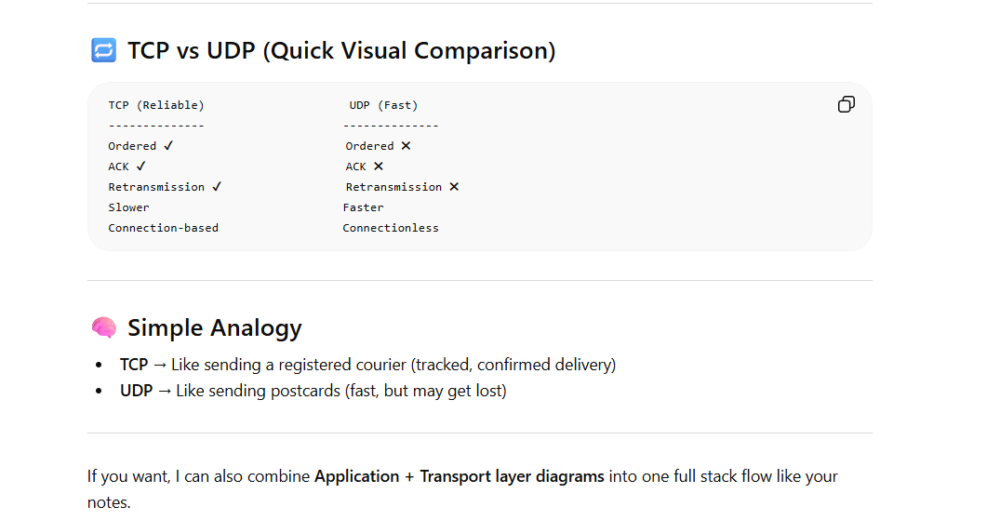 🔁 TCP vs UDP (Quick Visual Comparison)
TCP (Reliable)                     UDP (Fast)
--------------                    --------------
Ordered ✔                         Ordered ✖
ACK ✔                             ACK ✖
Retransmission ✔                  Retransmission ✖
Slower                            Faster
Connection-based                  Connectionless
🧠 Simple Analogy
• TCP → Like sending a registered courier (tracked, confirmed delivery)
• UDP → Like sending postcards (fast, but may get lost)
If you want, I can also combine Application + Transport layer diagrams into one full stack flow like your
notes.